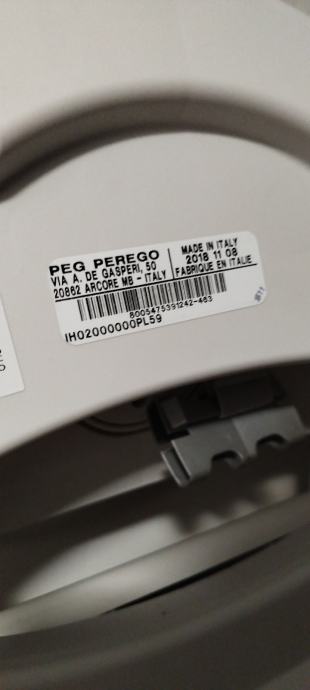 PEG PEREGO
VIA A. DE GASPERI, 50
20862 ARCORE MB - ITALY
MADE IN ITALY
2018 11 08
FABRIQUE EN ITALIE
8005475391242-463
IH02000000PL59